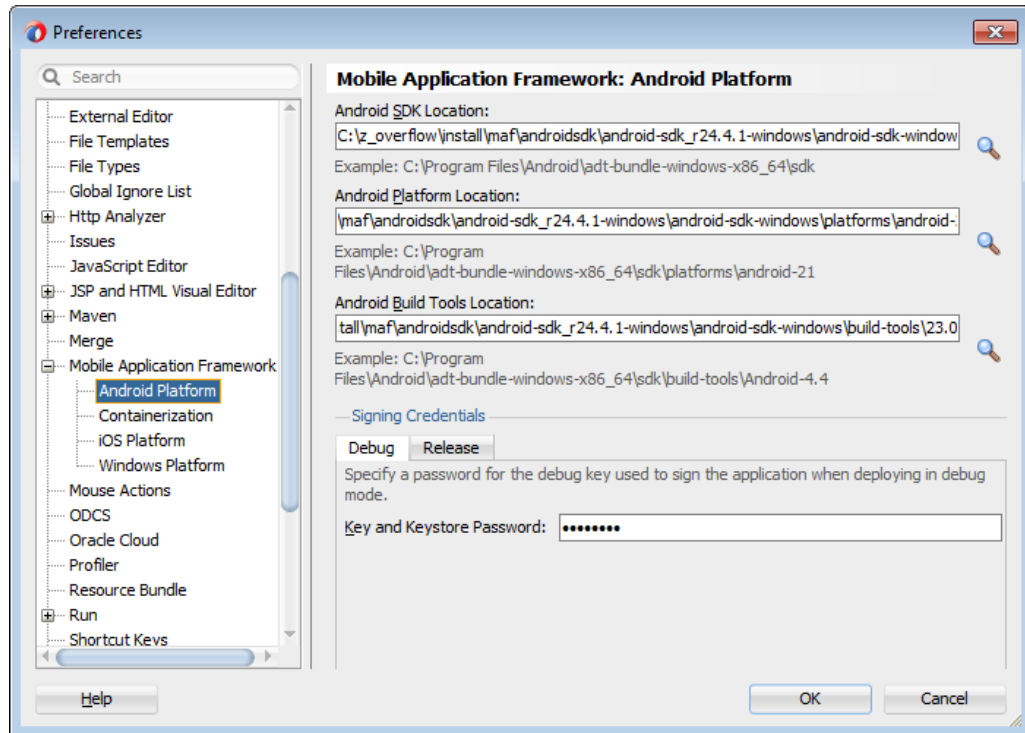 Preferences
Search
External Editor
File Templates
File Types
Global Ignore List
Http Analyzer
Issues
JavaScript Editor
JSP and HTML Visual Editor
Maven
Merge
Mobile Application Framework
Android Platform
Containerization
iOS Platform
Windows Platform
Mouse Actions
ODCS
Oracle Cloud
Profiler
Resource Bundle
Run
Shortcut Keys
Mobile Application Framework: Android Platform
Android SDK Location:
C:\z_overflow\install\maf\androidsdk\android-sdk_r24.4.1-windows\android-sdk-window
Example: C:\Program Files\Android\adt-bundle-windows-x86_64\sdk
Android Platform Location:
\maf\androidsdk\android-sdk_r24.4.1-windows\android-sdk-windows\platforms\android-
Example: C:\Program
Files\Android\adt-bundle-windows-x86_64\sdk\platforms\android-21
Android Build Tools Location:
tall\maf\androidsdk\android-sdk_r24.4.1-windows\android-sdk-windows\build-tools\23.0
Example: C:\Program
Files\Android\adt-bundle-windows-x86_64\sdk\build-tools\Android-4.4
Signing Credentials
Debug
Release
Specify a password for the debug key used to sign the application when deploying in debug
mode.
Key and Keystore Password: ••••••••
Help
OK
Cancel